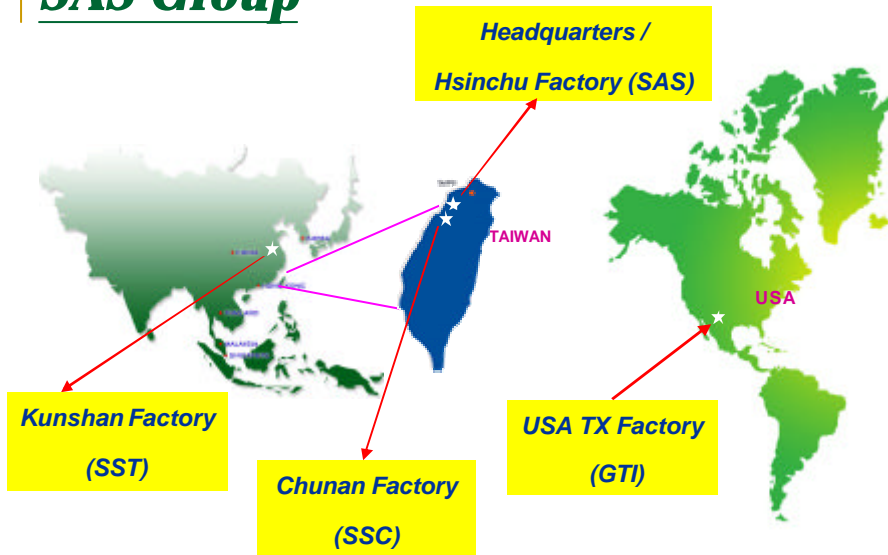 SAS Group
Headquarters /
Hsinchu Factory (SAS)
TAIWAN
USA
Kunshan Factory
(SST)
USA TX Factory
(GTI)
Chunan Factory
(SSC)